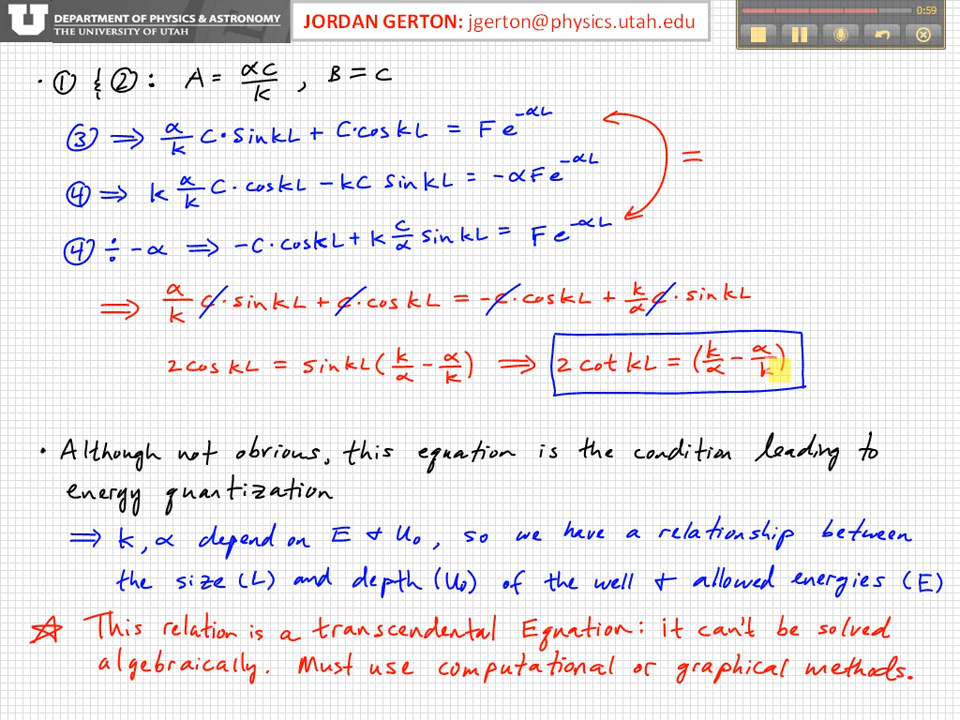 DEPARTMENT OF PHYSICS & ASTRONOMY
THE UNIVERSITY OF UTAH
JORDAN GERTON: jgerton@physics.utah.edu
0:59
• ① & ②: A = αC/k , B = C
③ ⟹ α/k C · sin kL + C · cos kL = F e^(-αL)
④ ⟹ k α/k C · cos kL - kC sin kL = -αF e^(-αL)
=
④ ÷ -α ⟹ -C · cos kL + k C/α sin kL = F e^(-αL)
⟹ α/k C · sin kL + C · cos kL = -C · cos kL + k/α C · sin kL
2 cos kL = sin kL (k/α - α/k) ⟹ 2 cot kL = (k/α - α/k)
• Although not obvious, this equation is the condition leading to
energy quantization
⟹ k, α depend on E & U₀, so we have a relationship between
the size (L) and depth (U₀) of the well & allowed energies (E)
☆ This relation is a transcendental Equation: it can't be solved
algebraically. Must use computational or graphical methods.